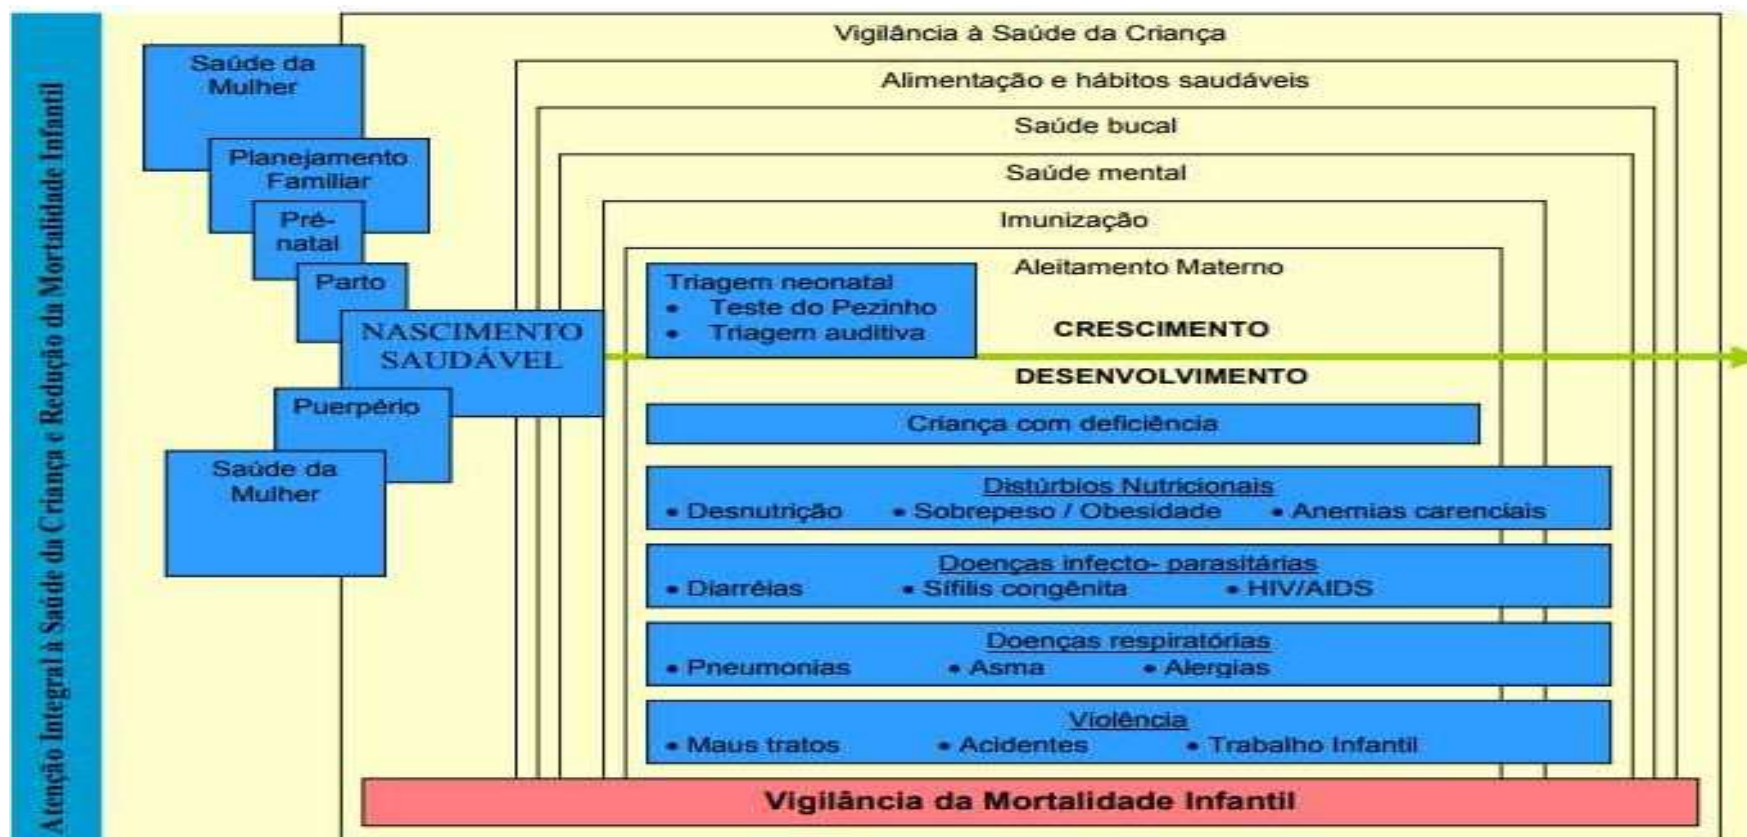 Atenção Integral à Saúde da Criança e Redução da Mortalidade Infantil
Saúde da
Mulher
Planejamento
Familiar
Pré-
natal
Parto
NASCIMENTO
SAUDÁVEL
Puerpério
Saúde da
Mulher
Vigilância à Saúde da Criança
Alimentação e hábitos saudáveis
Saúde bucal
Saúde mental
Imunização
Aleitamento Materno
Triagem neonatal
• Teste do Pezinho
• Triagem auditiva
CRESCIMENTO
DESENVOLVIMENTO
Criança com deficiência
Distúrbios Nutricionais
• Desnutrição • Sobrepeso / Obesidade • Anemias carenciais
Doenças infecto- parasitárias
• Diarréias • Sífilis congênita • HIV/AIDS
Doenças respiratórias
• Pneumonias • Asma • Alergias
Violência
• Maus tratos • Acidentes • Trabalho Infantil
Vigilância da Mortalidade Infantil